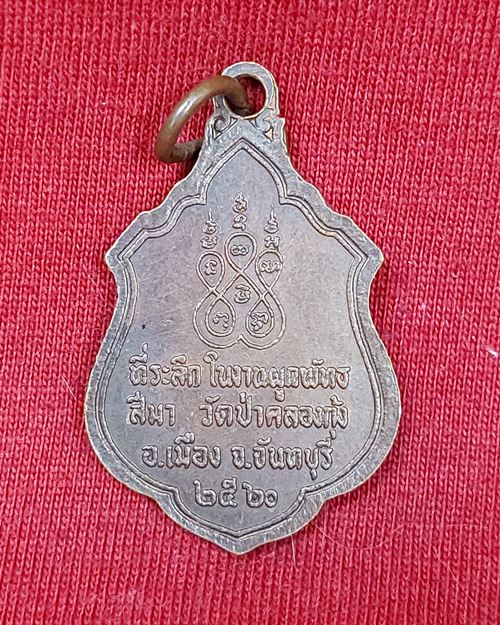 ที่ระลึก ในงานผูกพัทธ
สีมา วัดป่าคลองกุ้ง
อ.เมือง จ.จันทบุรี
๒๕๒๐